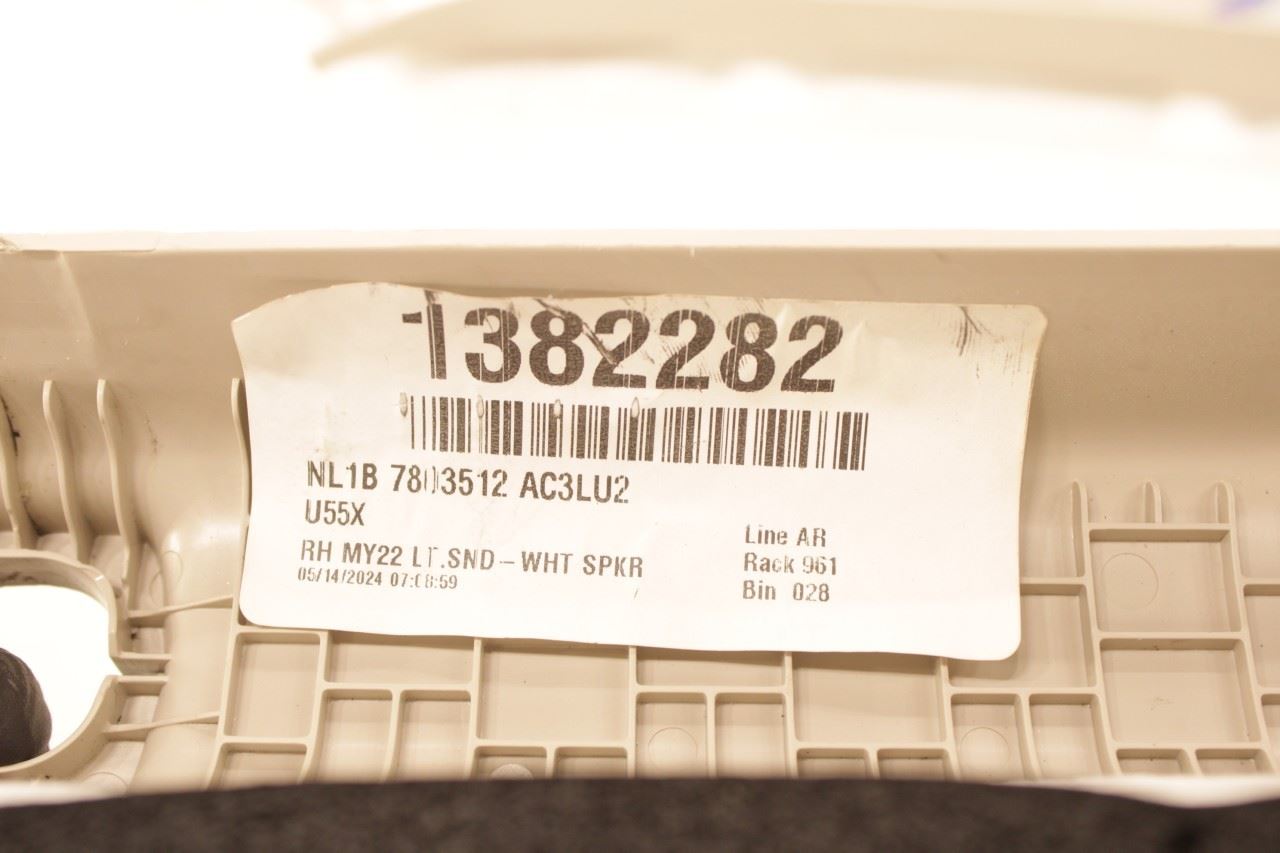 1382282
NL1B 7803512 AC3LU2
U55X
RH MY22 LT.SND-WHT SPKR
05/14/2024 07:08:59
Line AR
Rack 961
Bin 028